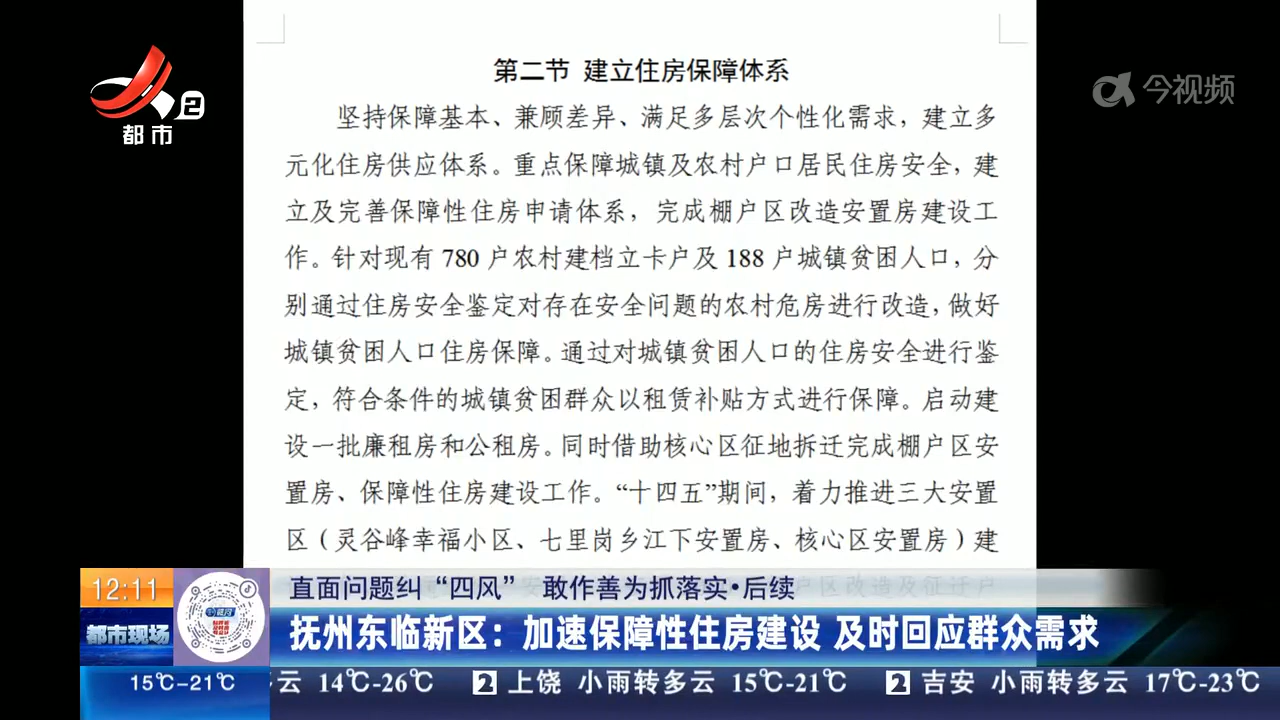 第二节 建立住房保障体系
坚持保障基本、兼顾差异、满足多层次个性化需求，建立多
元化住房供应体系。重点保障城镇及农村户口居民住房安全，建
立及完善保障性住房申请体系，完成棚户区改造安置房建设工
作。针对现有 780 户农村建档立卡户及 188 户城镇贫困人口，分
别通过住房安全鉴定对存在安全问题的农村危房进行改造，做好
城镇贫困人口住房保障。通过对城镇贫困人口的住房安全进行鉴
定，符合条件的城镇贫困群众以租赁补贴方式进行保障。启动建
设一批廉租房和公租房。同时借助核心区征地拆迁完成棚户区安
置房、保障性住房建设工作。“十四五”期间，着力推进三大安置
区（灵谷峰幸福小区、七里岗乡江下安置房、核心区安置房）建
户区改造及征迁户
2
都市
今视频
12:11
都市现场
直面问题纠“四风” 敢作善为抓落实•后续
抚州东临新区：加速保障性住房建设 及时回应群众需求
15℃-21℃ 多云 14℃-26℃ 2 上饶 小雨转多云 15℃-21℃ 2 吉安 小雨转多云 17℃-23℃